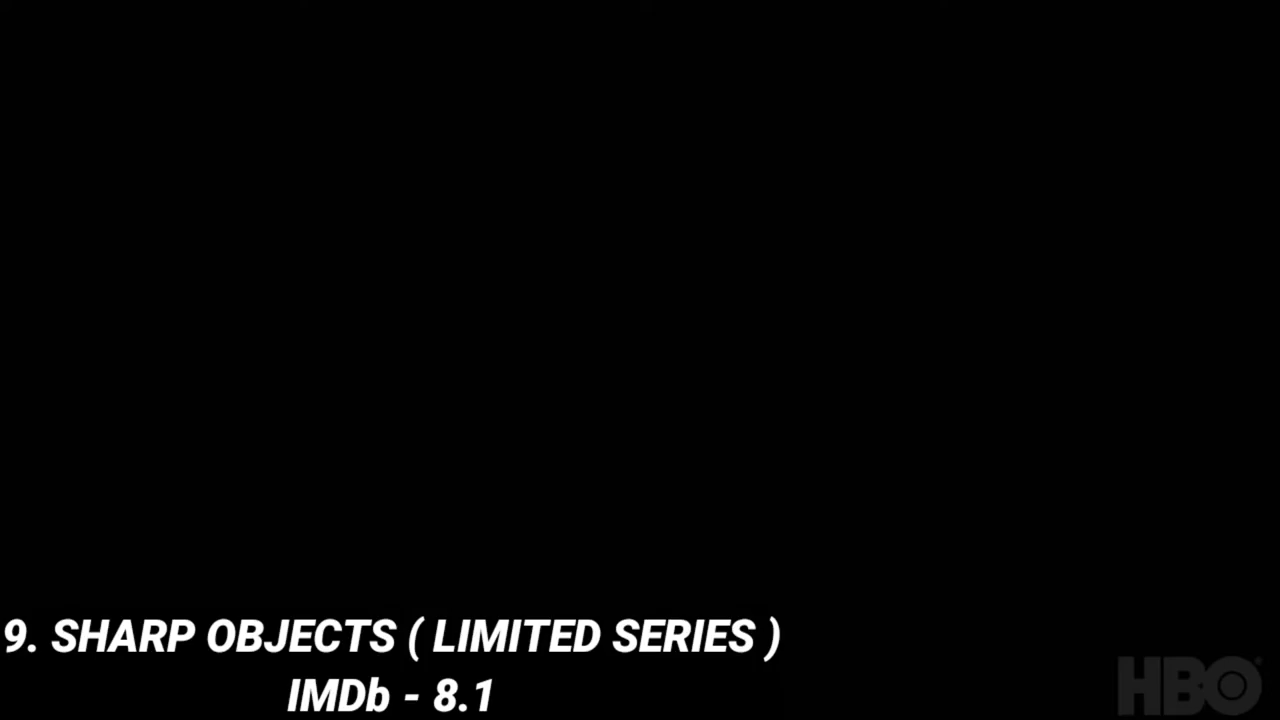 9. SHARP OBJECTS ( LIMITED SERIES )
IMDb - 8.1
HBO